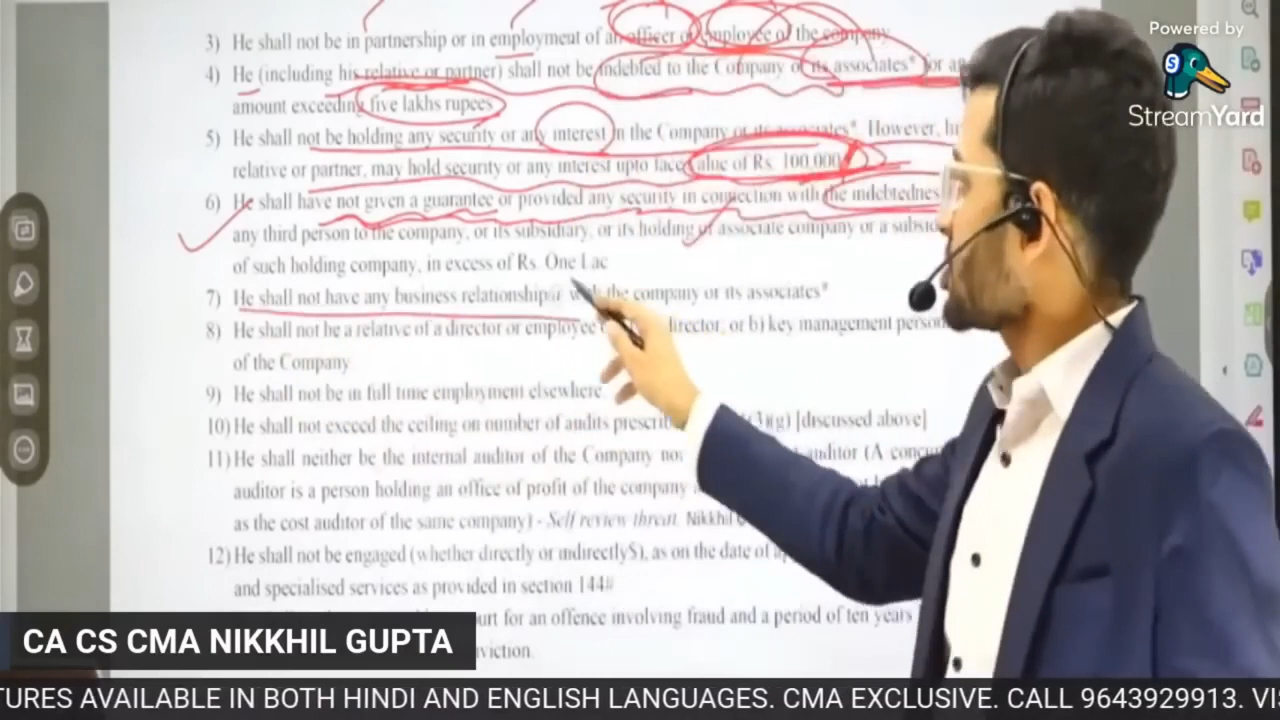 Powered by
StreamYard
3) He shall not be in partnership or in employment of an officer or employee of the company
4) He (including his relative or partner) shall not be indebted to the Company or its associates* for an
amount exceeding five lakhs rupees
5) He shall not be holding any security or any interest in the Company or its associates*. However,
relative or partner, may hold security or any interest upto face value of Rs. 100,000
6) He shall have not given a guarantee or provided any security in connection with the indebtednes
any third person to the company, or its subsidiary, or its holding or associate company or a subsid
of such holding company, in excess of Rs. One Lac
7) He shall not have any business relationship with the company or its associates*
8) He shall not be a relative of a director or employee director, or b) key management person
of the Company
9) He shall not be in full time employment elsewhere
10) He shall not exceed the ceiling on number of audits prescrib (3)(g) [discussed above]
11) He shall neither be the internal auditor of the Company no auditor (A concu
auditor is a person holding an office of profit of the company
as the cost auditor of the same company) - Self review threat. Nikkhil
12) He shall not be engaged (whether directly or indirectly$), as on the date of
and specialised services as provided in section 144#
urt for an offence involving fraud and a period of ten years
viction.
CA CS CMA NIKKHIL GUPTA
TURES AVAILABLE IN BOTH HINDI AND ENGLISH LANGUAGES. CMA EXCLUSIVE. CALL 9643929913. VI